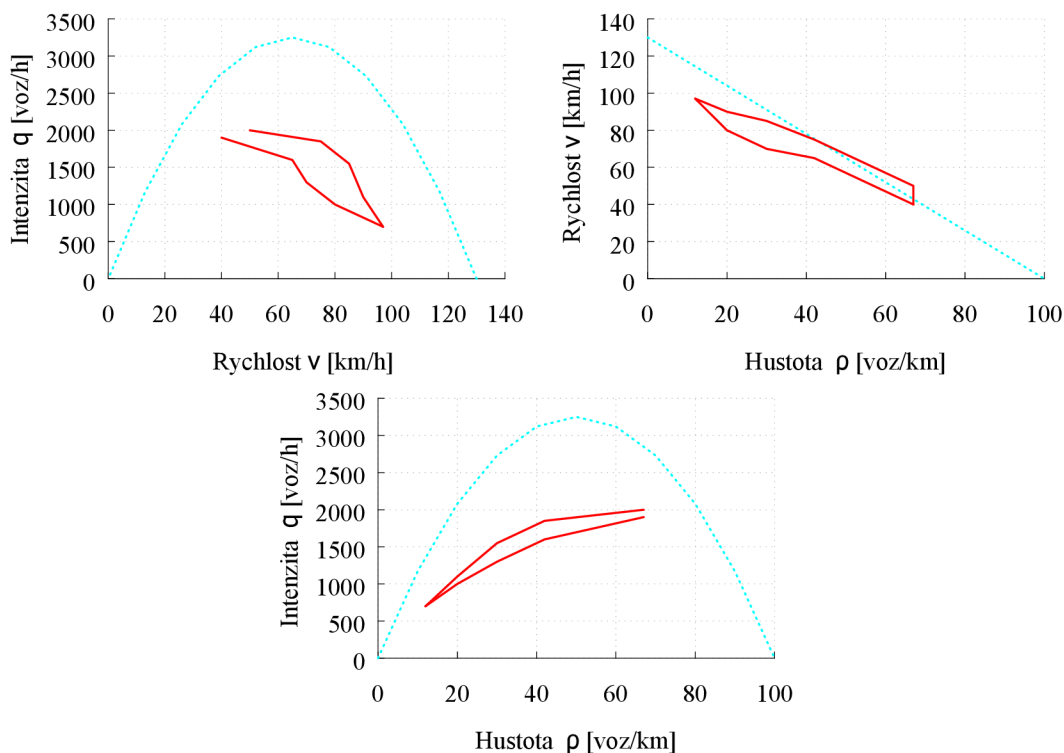 3500
3000
2500
2000
1500
1000
500
0
Intenzita q [voz/h]
0 20 40 60 80 100 120 140
Rychlost v [km/h]
140
120
100
80
60
40
20
0
Rychlost v [km/h]
0 20 40 60 80 100
Hustota ρ [voz/km]
3500
3000
2500
2000
1500
1000
500
0
Intenzita q [voz/h]
0 20 40 60 80 100
Hustota ρ [voz/km]